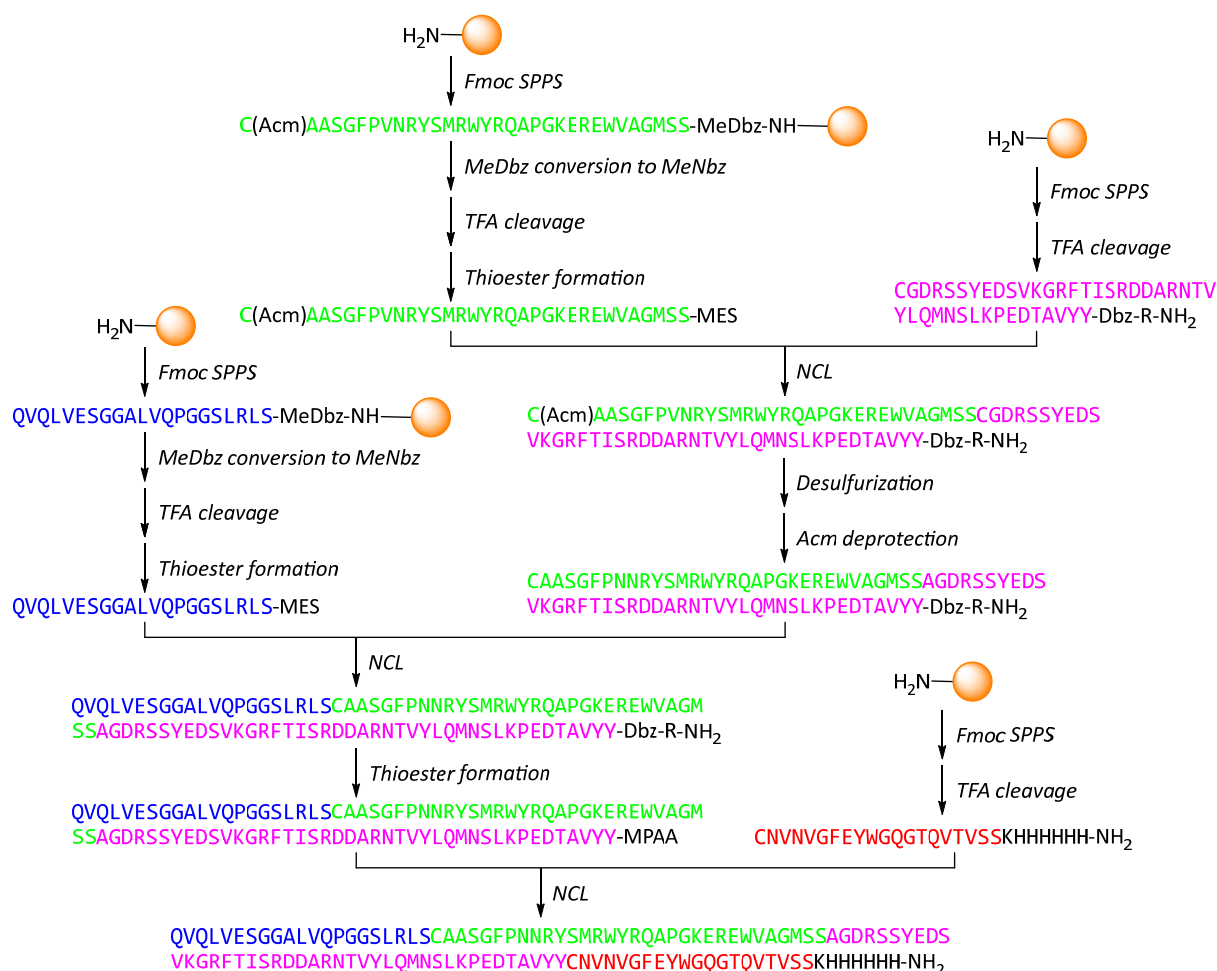 H2N
Fmoc SPPS
C(Acm)AASGFPVNRYSMRWYRQAPGKEREWVAGMSS-MeDbz-NH
MeDbz conversion to MeNbz
TFA cleavage
Thioester formation
C(Acm)AASGFPVNRYSMRWYRQAPGKEREWVAGMSS-MES
H2N
Fmoc SPPS
TFA cleavage
CGDRSSYEDSVKGRFTISRDDARNTV
YLQMNSLKPEDTAVYY-Dbz-R-NH2
NCL
C(Acm)AASGFPVNRYSMRWYRQAPGKEREWVAGMSSCGDRSSYEDS
VKGRFTISRDDARNTVYLQMNSLKPEDTAVYY-Dbz-R-NH2
Desulfurization
Acm deprotection
CAASGFPNNRYSMRWYRQAPGKEREWVAGMSSAGDRSSYEDS
VKGRFTISRDDARNTVYLQMNSLKPEDTAVYY-Dbz-R-NH2
H2N
Fmoc SPPS
QVQLVESGGALVQPGGSLRLS-MeDbz-NH
MeDbz conversion to MeNbz
TFA cleavage
Thioester formation
QVQLVESGGALVQPGGSLRLS-MES
NCL
QVQLVESGGALVQPGGSLRLSCAASGFPNNRYSMRWYRQAPGKEREWVAGM
SSAGDRSSYEDSVKGRFTISRDDARNTVYLQMNSLKPEDTAVYY-Dbz-R-NH2
Thioester formation
QVQLVESGGALVQPGGSLRLSCAASGFPNNRYSMRWYRQAPGKEREWVAGM
SSAGDRSSYEDSVKGRFTISRDDARNTVYLQMNSLKPEDTAVYY-MPAA
H2N
Fmoc SPPS
TFA cleavage
CNVNVGFEYWGQGTQVTVSSKHHHHHH-NH2
NCL
QVQLVESGGALVQPGGSLRLSCAASGFPNNRYSMRWYRQAPGKEREWVAGMSSAGDRSSYEDS
VKGRFTISRDDARNTVYLQMNSLKPEDTAVYYCNVNVGFEYWGQGTQVTVSSKHHHHHH-NH2